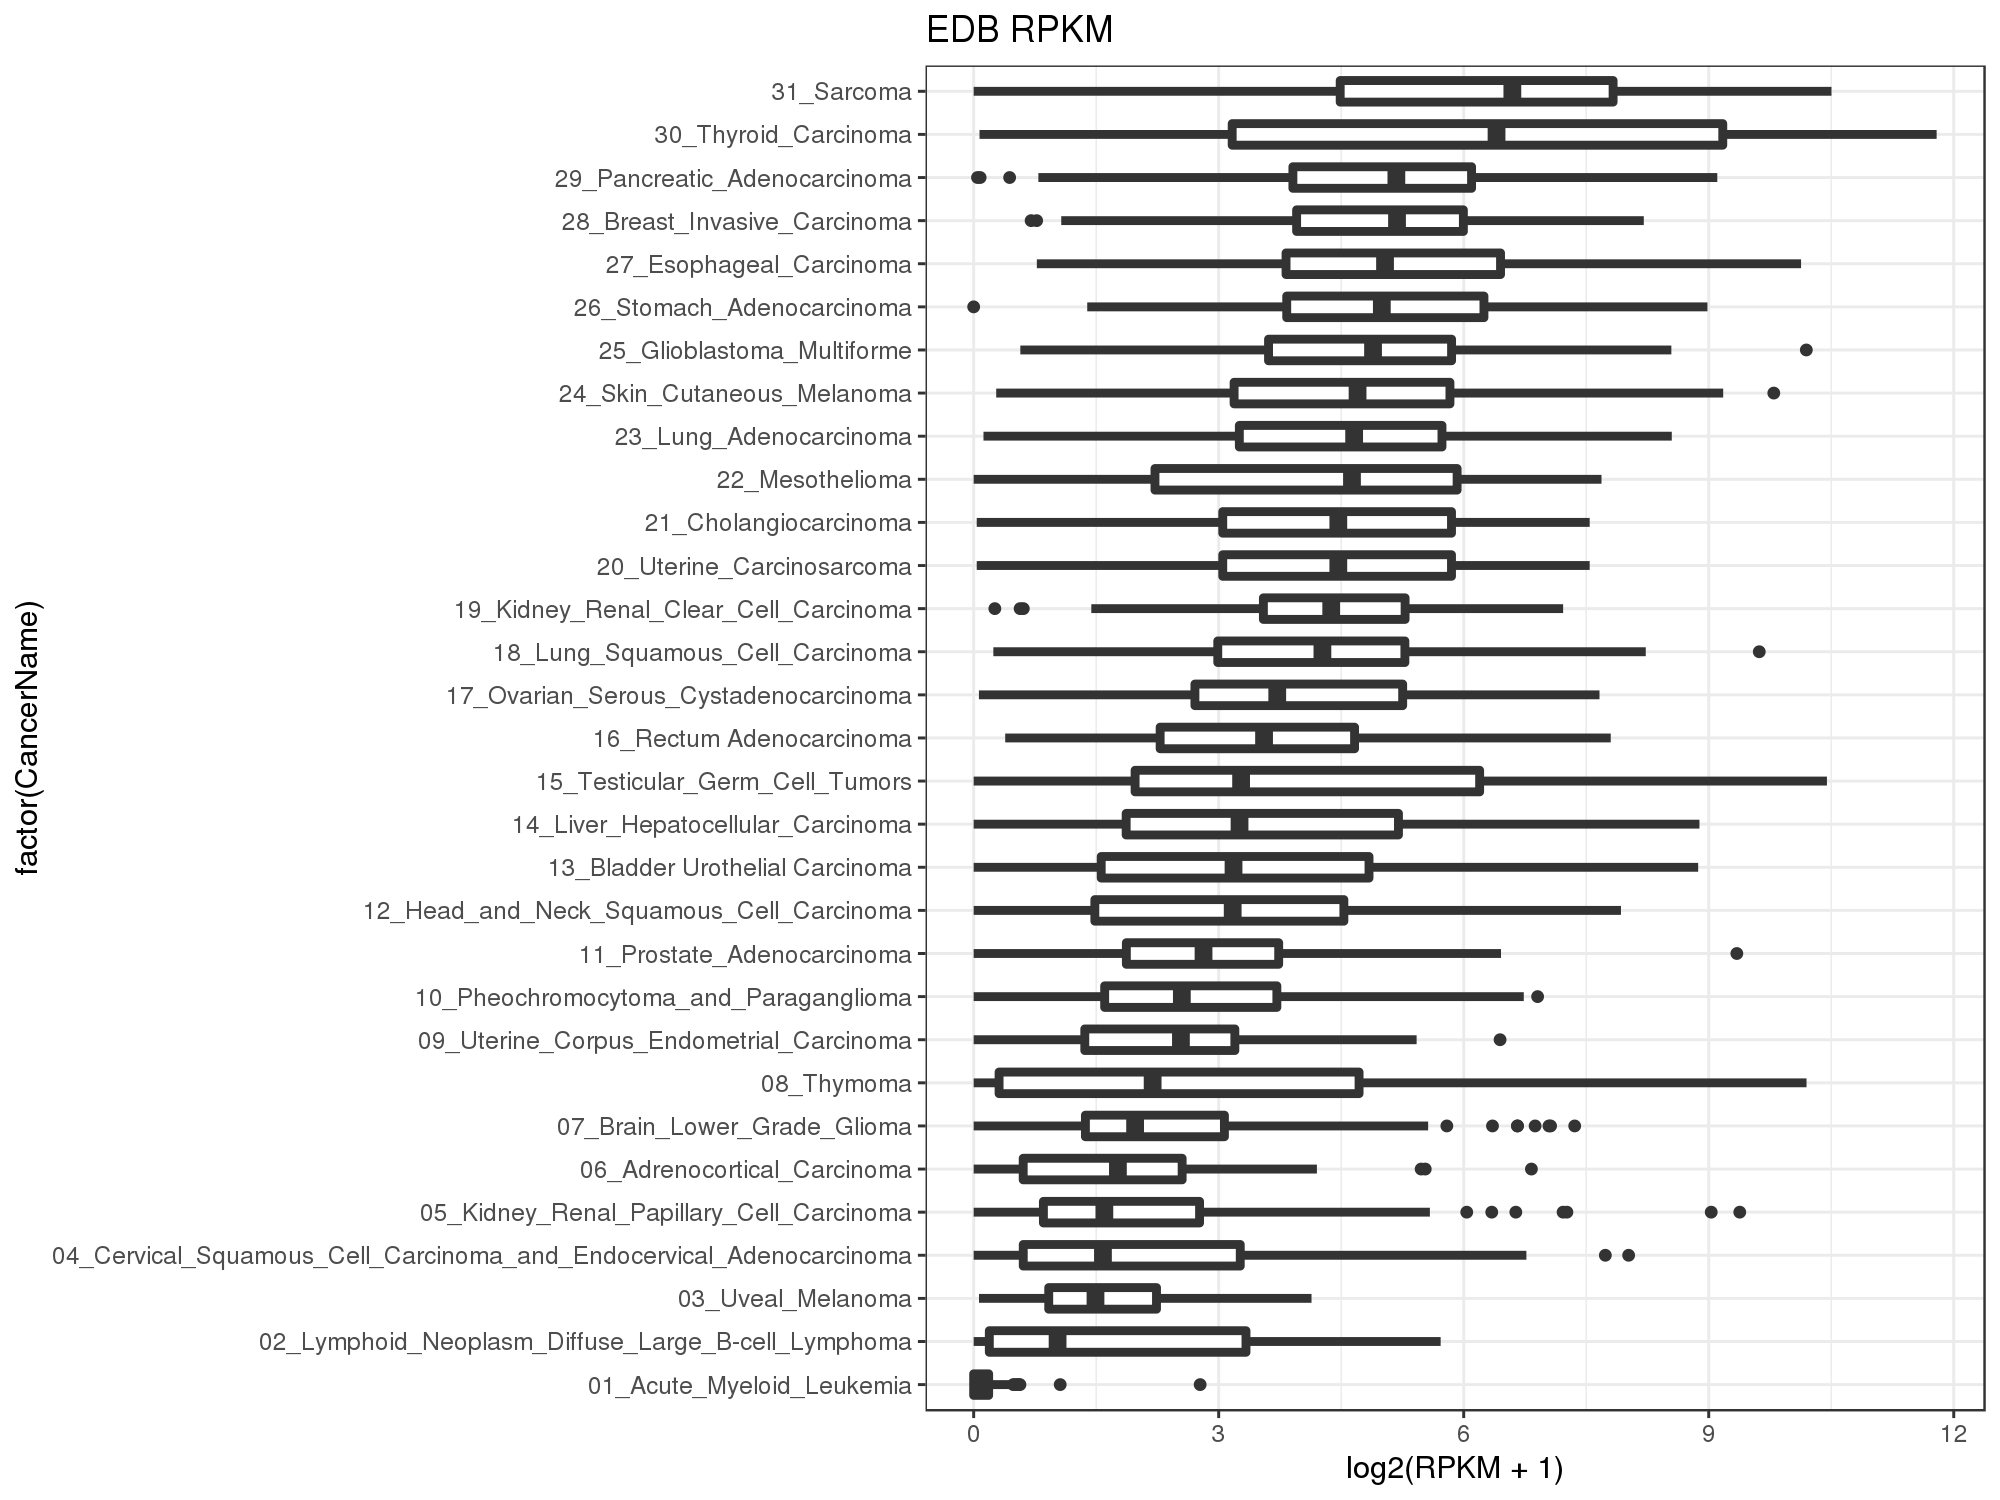 EDB RPKM
31_Sarcoma
30_Thyroid_Carcinoma
29_Pancreatic_Adenocarcinoma
28_Breast_Invasive_Carcinoma
27_Esophageal_Carcinoma
26_Stomach_Adenocarcinoma
25_Glioblastoma_Multiforme
24_Skin_Cutaneous_Melanoma
23_Lung_Adenocarcinoma
22_Mesothelioma
21_Cholangiocarcinoma
20_Uterine_Carcinosarcoma
19_Kidney_Renal_Clear_Cell_Carcinoma
18_Lung_Squamous_Cell_Carcinoma
17_Ovarian_Serous_Cystadenocarcinoma
16_Rectum Adenocarcinoma
15_Testicular_Germ_Cell_Tumors
14_Liver_Hepatocellular_Carcinoma
13_Bladder Urothelial Carcinoma
12_Head_and_Neck_Squamous_Cell_Carcinoma
11_Prostate_Adenocarcinoma
10_Pheochromocytoma_and_Paraganglioma
09_Uterine_Corpus_Endometrial_Carcinoma
08_Thymoma
07_Brain_Lower_Grade_Glioma
06_Adrenocortical_Carcinoma
05_Kidney_Renal_Papillary_Cell_Carcinoma
04_Cervical_Squamous_Cell_Carcinoma_and_Endocervical_Adenocarcinoma
03_Uveal_Melanoma
02_Lymphoid_Neoplasm_Diffuse_Large_B-cell_Lymphoma
01_Acute_Myeloid_Leukemia
factor(CancerName)
0 3 6 9 12
log2(RPKM + 1)